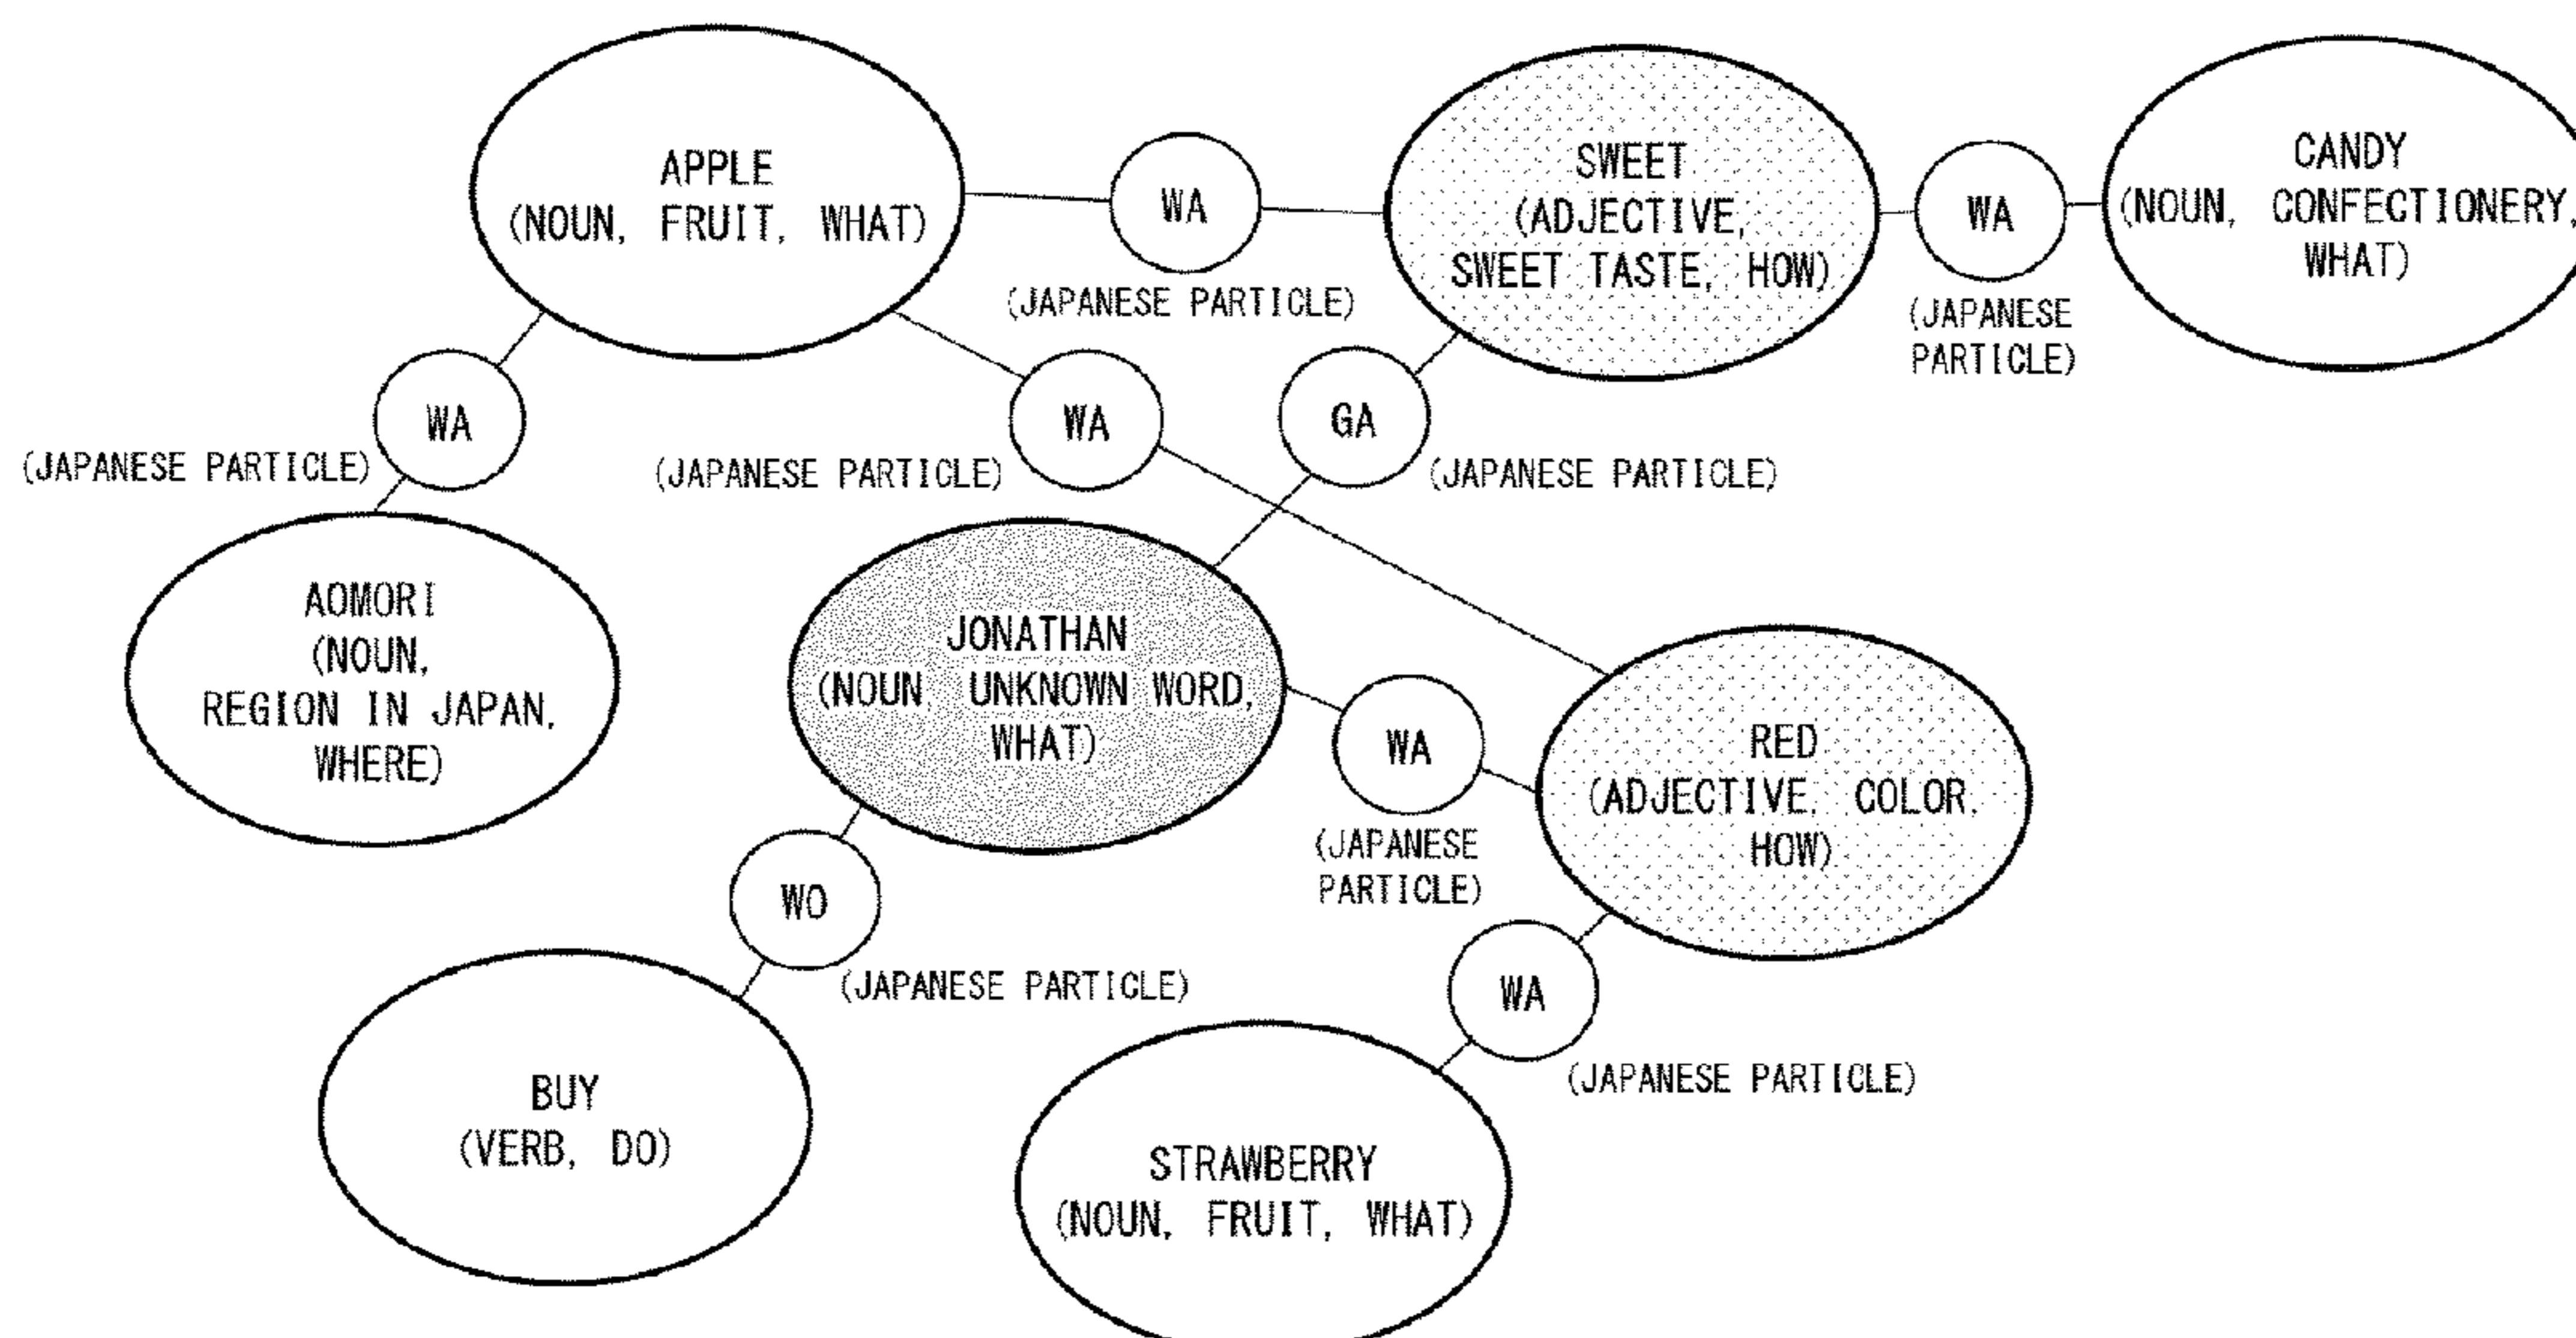 APPLE
(NOUN, FRUIT, WHAT)
WA
(JAPANESE PARTICLE)
SWEET
(ADJECTIVE,
SWEET TASTE, HOW)
WA
(JAPANESE
PARTICLE)
CANDY
(NOUN, CONFECTIONERY,
WHAT)
WA
(JAPANESE PARTICLE)
WA
(JAPANESE PARTICLE)
GA
(JAPANESE PARTICLE)
AOMORI
(NOUN,
REGION IN JAPAN,
WHERE)
JONATHAN
(NOUN, UNKNOWN WORD,
WHAT)
WA
(JAPANESE
PARTICLE)
RED
(ADJECTIVE, COLOR,
HOW)
WO
(JAPANESE PARTICLE)
WA
(JAPANESE PARTICLE)
BUY
(VERB, DO)
STRAWBERRY
(NOUN, FRUIT, WHAT)